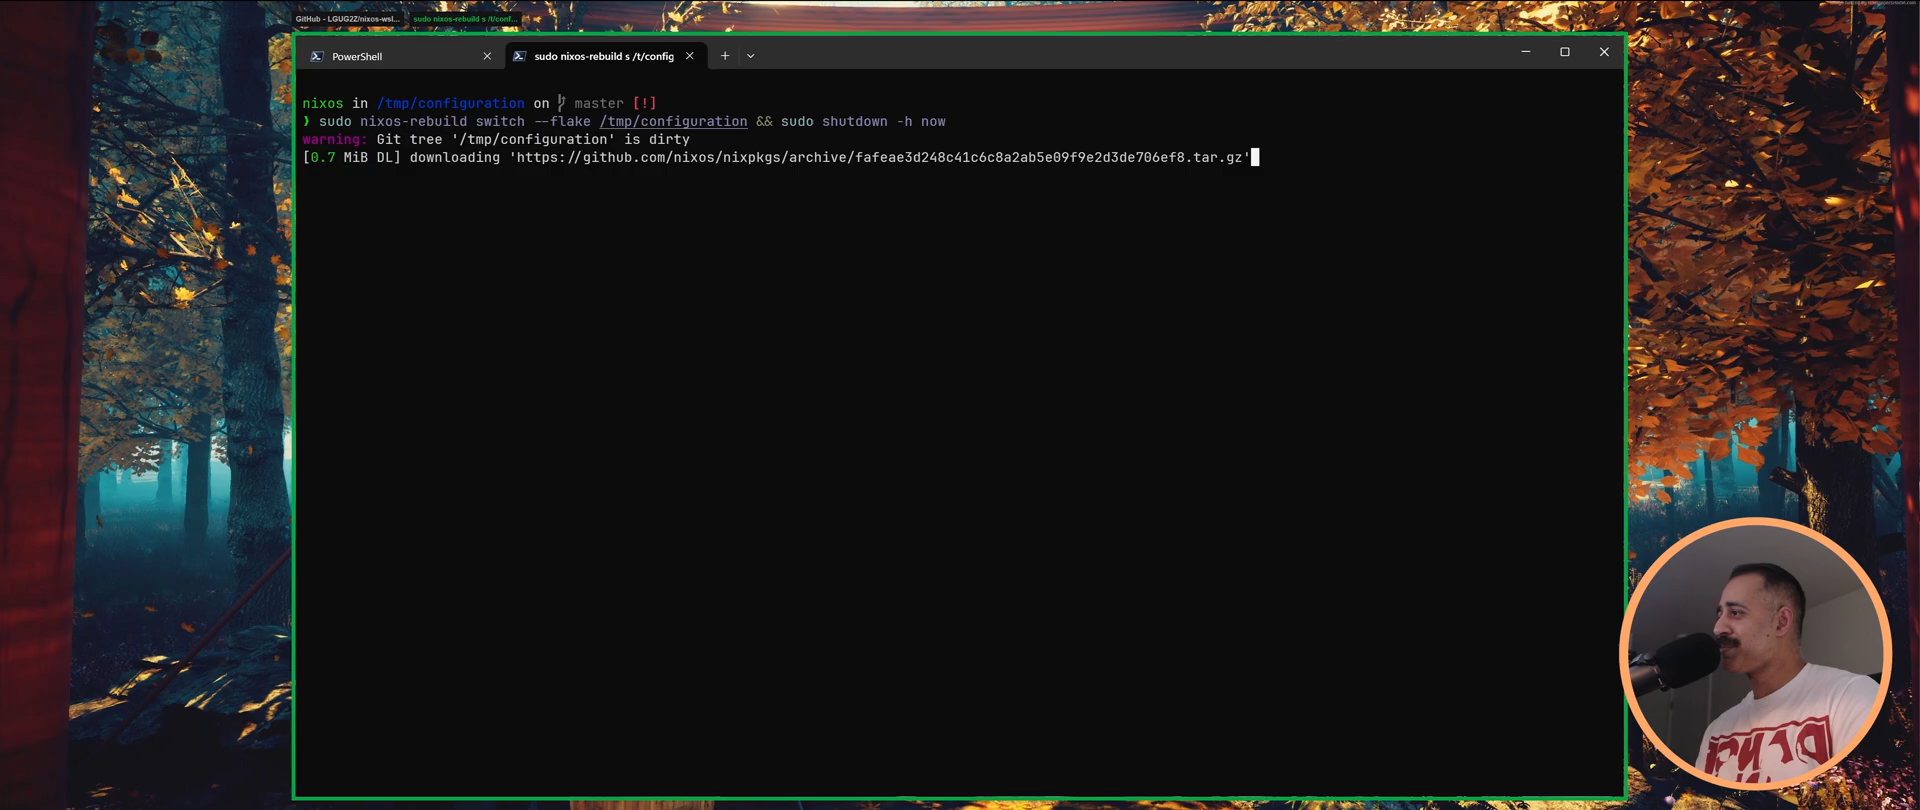 GitHub - LGUG2Z/nixos-wsl...
sudo nixos-rebuild s /t/conf...
PowerShell
sudo nixos-rebuild s /t/config
nixos in /tmp/configuration on master [!]
❯ sudo nixos-rebuild switch --flake /tmp/configuration && sudo shutdown -h now
warning: Git tree '/tmp/configuration' is dirty
[0.7 MiB DL] downloading 'https://github.com/nixos/nixpkgs/archive/fafeae3d248c41c6c8a2ab5e09f9e2d3de706ef8.tar.gz'